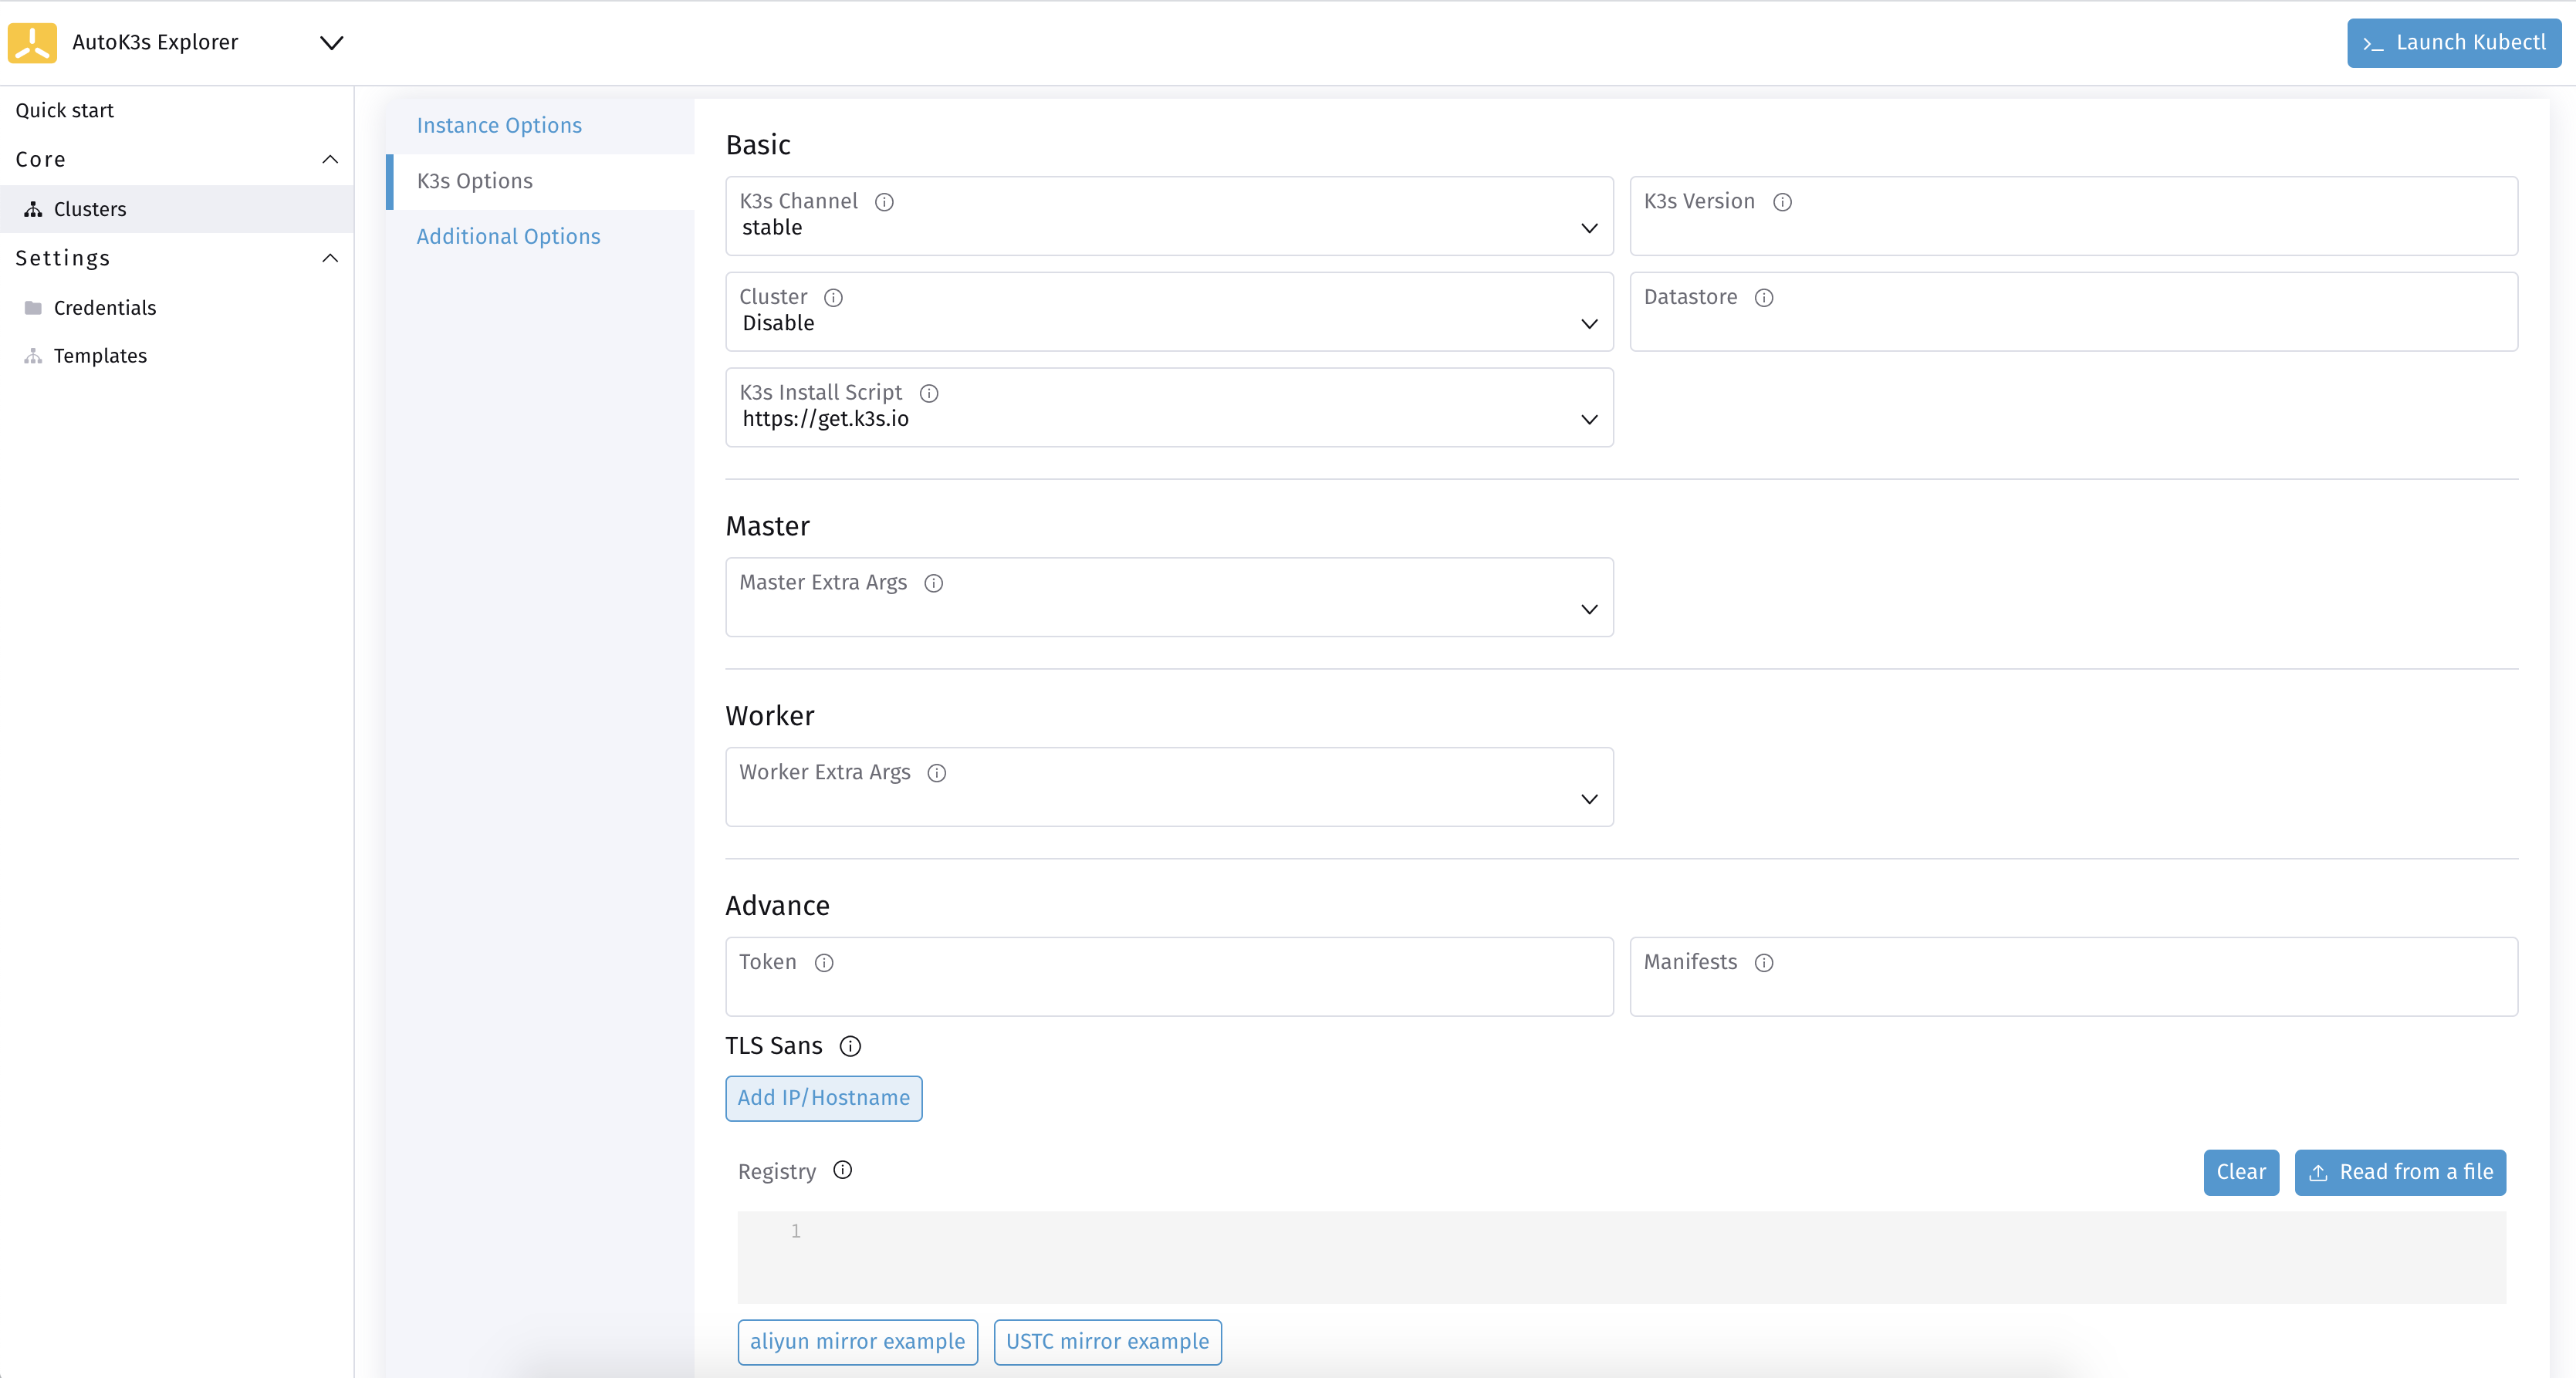 AutoK3s Explorer
>_ Launch Kubectl
Quick start
Core
Clusters
Settings
Credentials
Templates
Instance Options
K3s Options
Additional Options
Basic
K3s Channel
stable
K3s Version
Cluster
Disable
Datastore
K3s Install Script
https://get.k3s.io
Master
Master Extra Args
Worker
Worker Extra Args
Advance
Token
Manifests
TLS Sans
Add IP/Hostname
Registry
Clear
Read from a file
1
aliyun mirror example
USTC mirror example